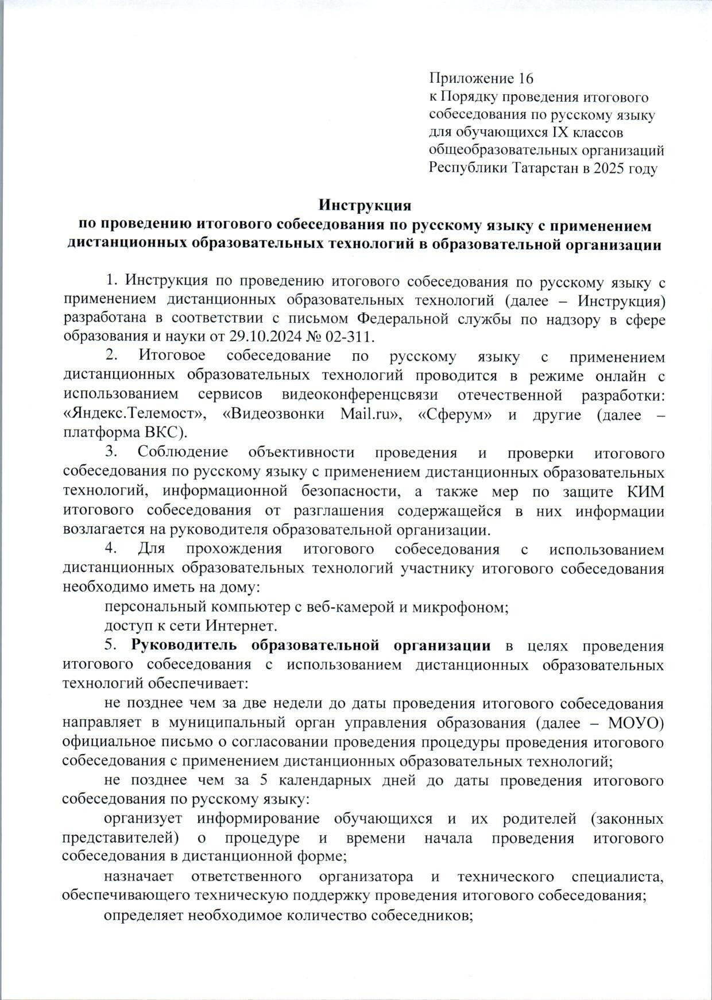 Приложение 16
к Порядку проведения итогового
собеседования по русскому языку
для обучающихся IX классов
общеобразовательных организаций
Республики Татарстан в 2025 году
Инструкция
по проведению итогового собеседования по русскому языку с применением
дистанционных образовательных технологий в образовательной организации
1. Инструкция по проведению итогового собеседования по русскому языку с
применением дистанционных образовательных технологий (далее – Инструкция)
разработана в соответствии с письмом Федеральной службы по надзору в сфере
образования и науки от 29.10.2024 № 02-311.
2. Итоговое собеседование по русскому языку с применением
дистанционных образовательных технологий проводится в режиме онлайн с
использованием сервисов видеоконференцсвязи отечественной разработки:
«Яндекс.Телемост», «Видеозвонки Mail.ru», «Сферум» и другие (далее –
платформа ВКС).
3. Соблюдение объективности проведения и проверки итогового
собеседования по русскому языку с применением дистанционных образовательных
технологий, информационной безопасности, а также мер по защите КИМ
итогового собеседования от разглашения содержащейся в них информации
возлагается на руководителя образовательной организации.
4. Для прохождения итогового собеседования с использованием
дистанционных образовательных технологий участнику итогового собеседования
необходимо иметь на дому:
персональный компьютер с веб-камерой и микрофоном;
доступ к сети Интернет.
5. Руководитель образовательной организации в целях проведения
итогового собеседования с использованием дистанционных образовательных
технологий обеспечивает:
не позднее чем за две недели до даты проведения итогового собеседования
направляет в муниципальный орган управления образования (далее – МОУО)
официальное письмо о согласовании проведения процедуры проведения итогового
собеседования с применением дистанционных образовательных технологий;
не позднее чем за 5 календарных дней до даты проведения итогового
собеседования по русскому языку:
организует информирование обучающихся и их родителей (законных
представителей) о процедуре и времени начала проведения итогового
собеседования в дистанционной форме;
назначает ответственного организатора и технического специалиста,
обеспечивающего техническую поддержку проведения итогового собеседования;
определяет необходимое количество собеседников;